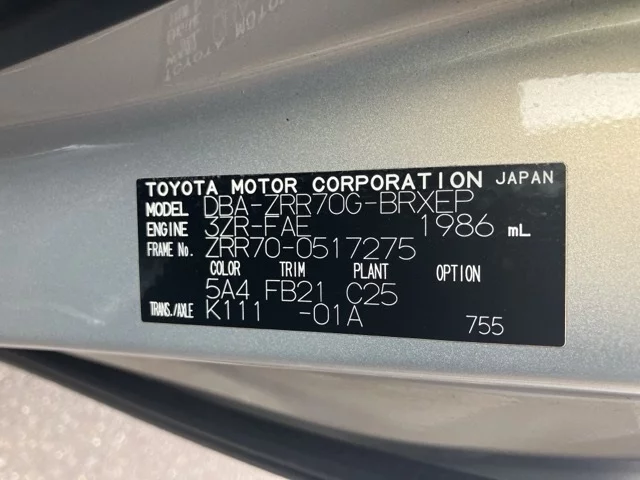 TOYOTA MOTOR CORPORATION JAPAN
MODEL DBA-ZRR70G-BRXEP
ENGINE 3ZR-FAE 1986 mL
FRAME No. ZRR70-0517275
COLOR TRIM PLANT OPTION
5A4 FB21 C25
TRANS./AXLE K111 -01A
755